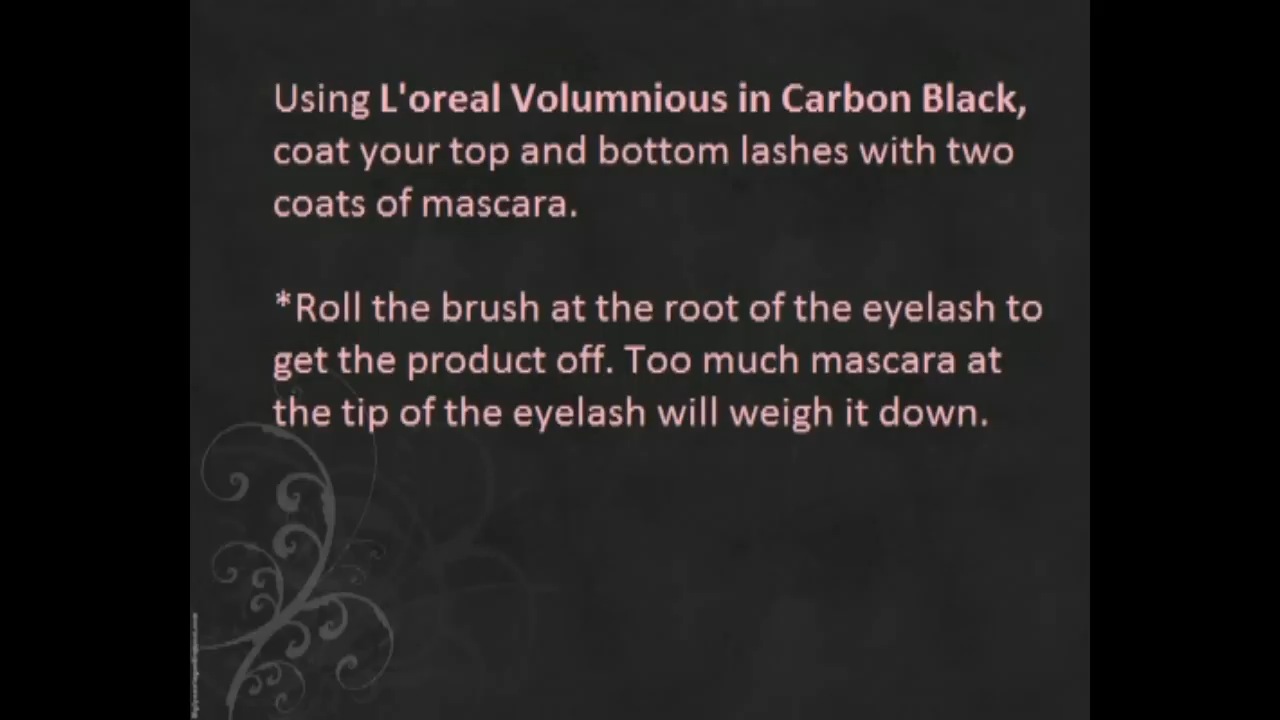 Using L'oreal Volumnious in Carbon Black,
coat your top and bottom lashes with two
coats of mascara.
*Roll the brush at the root of the eyelash to
get the product off. Too much mascara at
the tip of the eyelash will weigh it down.